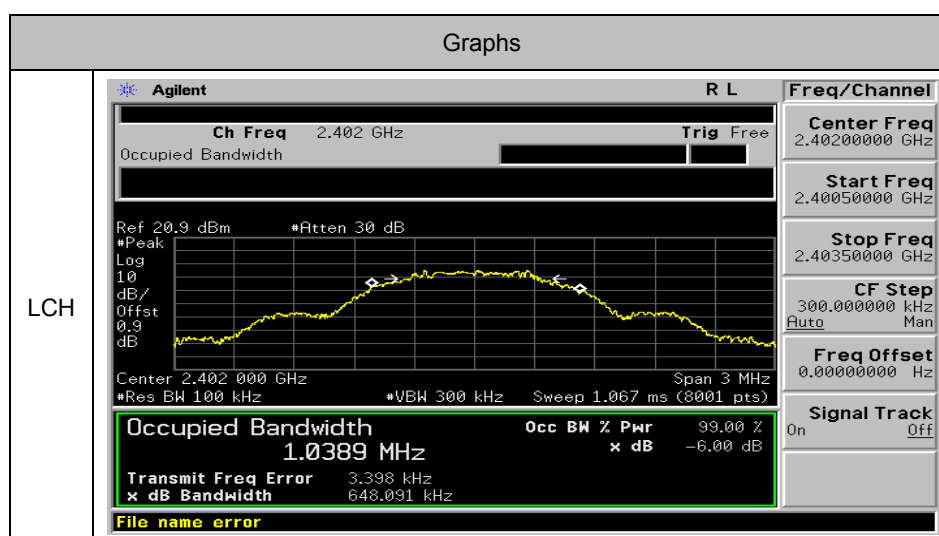 Graphs
LCH
Agilent R L
Ch Freq 2.402 GHz Trig Free
Occupied Bandwidth
Ref 20.9 dBm #Atten 30 dB
#Peak
Log
10
dB/
Offst
0.9
dB
Center 2.402 000 GHz Span 3 MHz
#Res BW 100 kHz #VBW 300 kHz Sweep 1.067 ms (8001 pts)
Occupied Bandwidth Occ BW % Pwr 99.00 %
1.0389 MHz x dB -6.00 dB
Transmit Freq Error 3.398 kHz
x dB Bandwidth 648.091 kHz
File name error
Freq/Channel
Center Freq
2.40200000 GHz
Start Freq
2.40050000 GHz
Stop Freq
2.40350000 GHz
CF Step
300.000000 kHz
Auto Man
Freq Offset
0.00000000 Hz
Signal Track
On Off